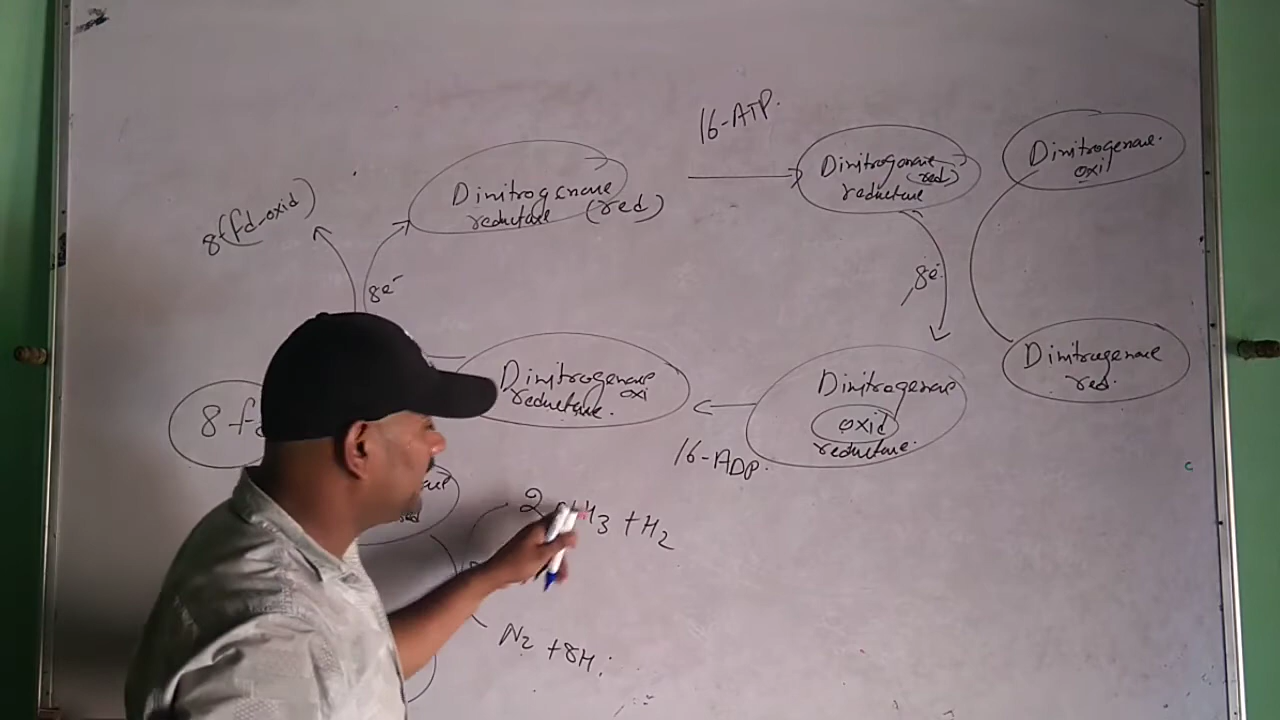 16-ATP.
8(fd-oxid)
Dinitrogenase
reductase (red)
Dinitrogenase
(red)
reductase
Dinitrogenase.
oxi
8e⁻
8e⁻
Dinitrogenase
reductase. oxi
Dinitrogenase
oxid
reductase.
Dinitrogenase
red.
8 fd
16-ADP.
2 NH3 + H2
N2 + 8H.